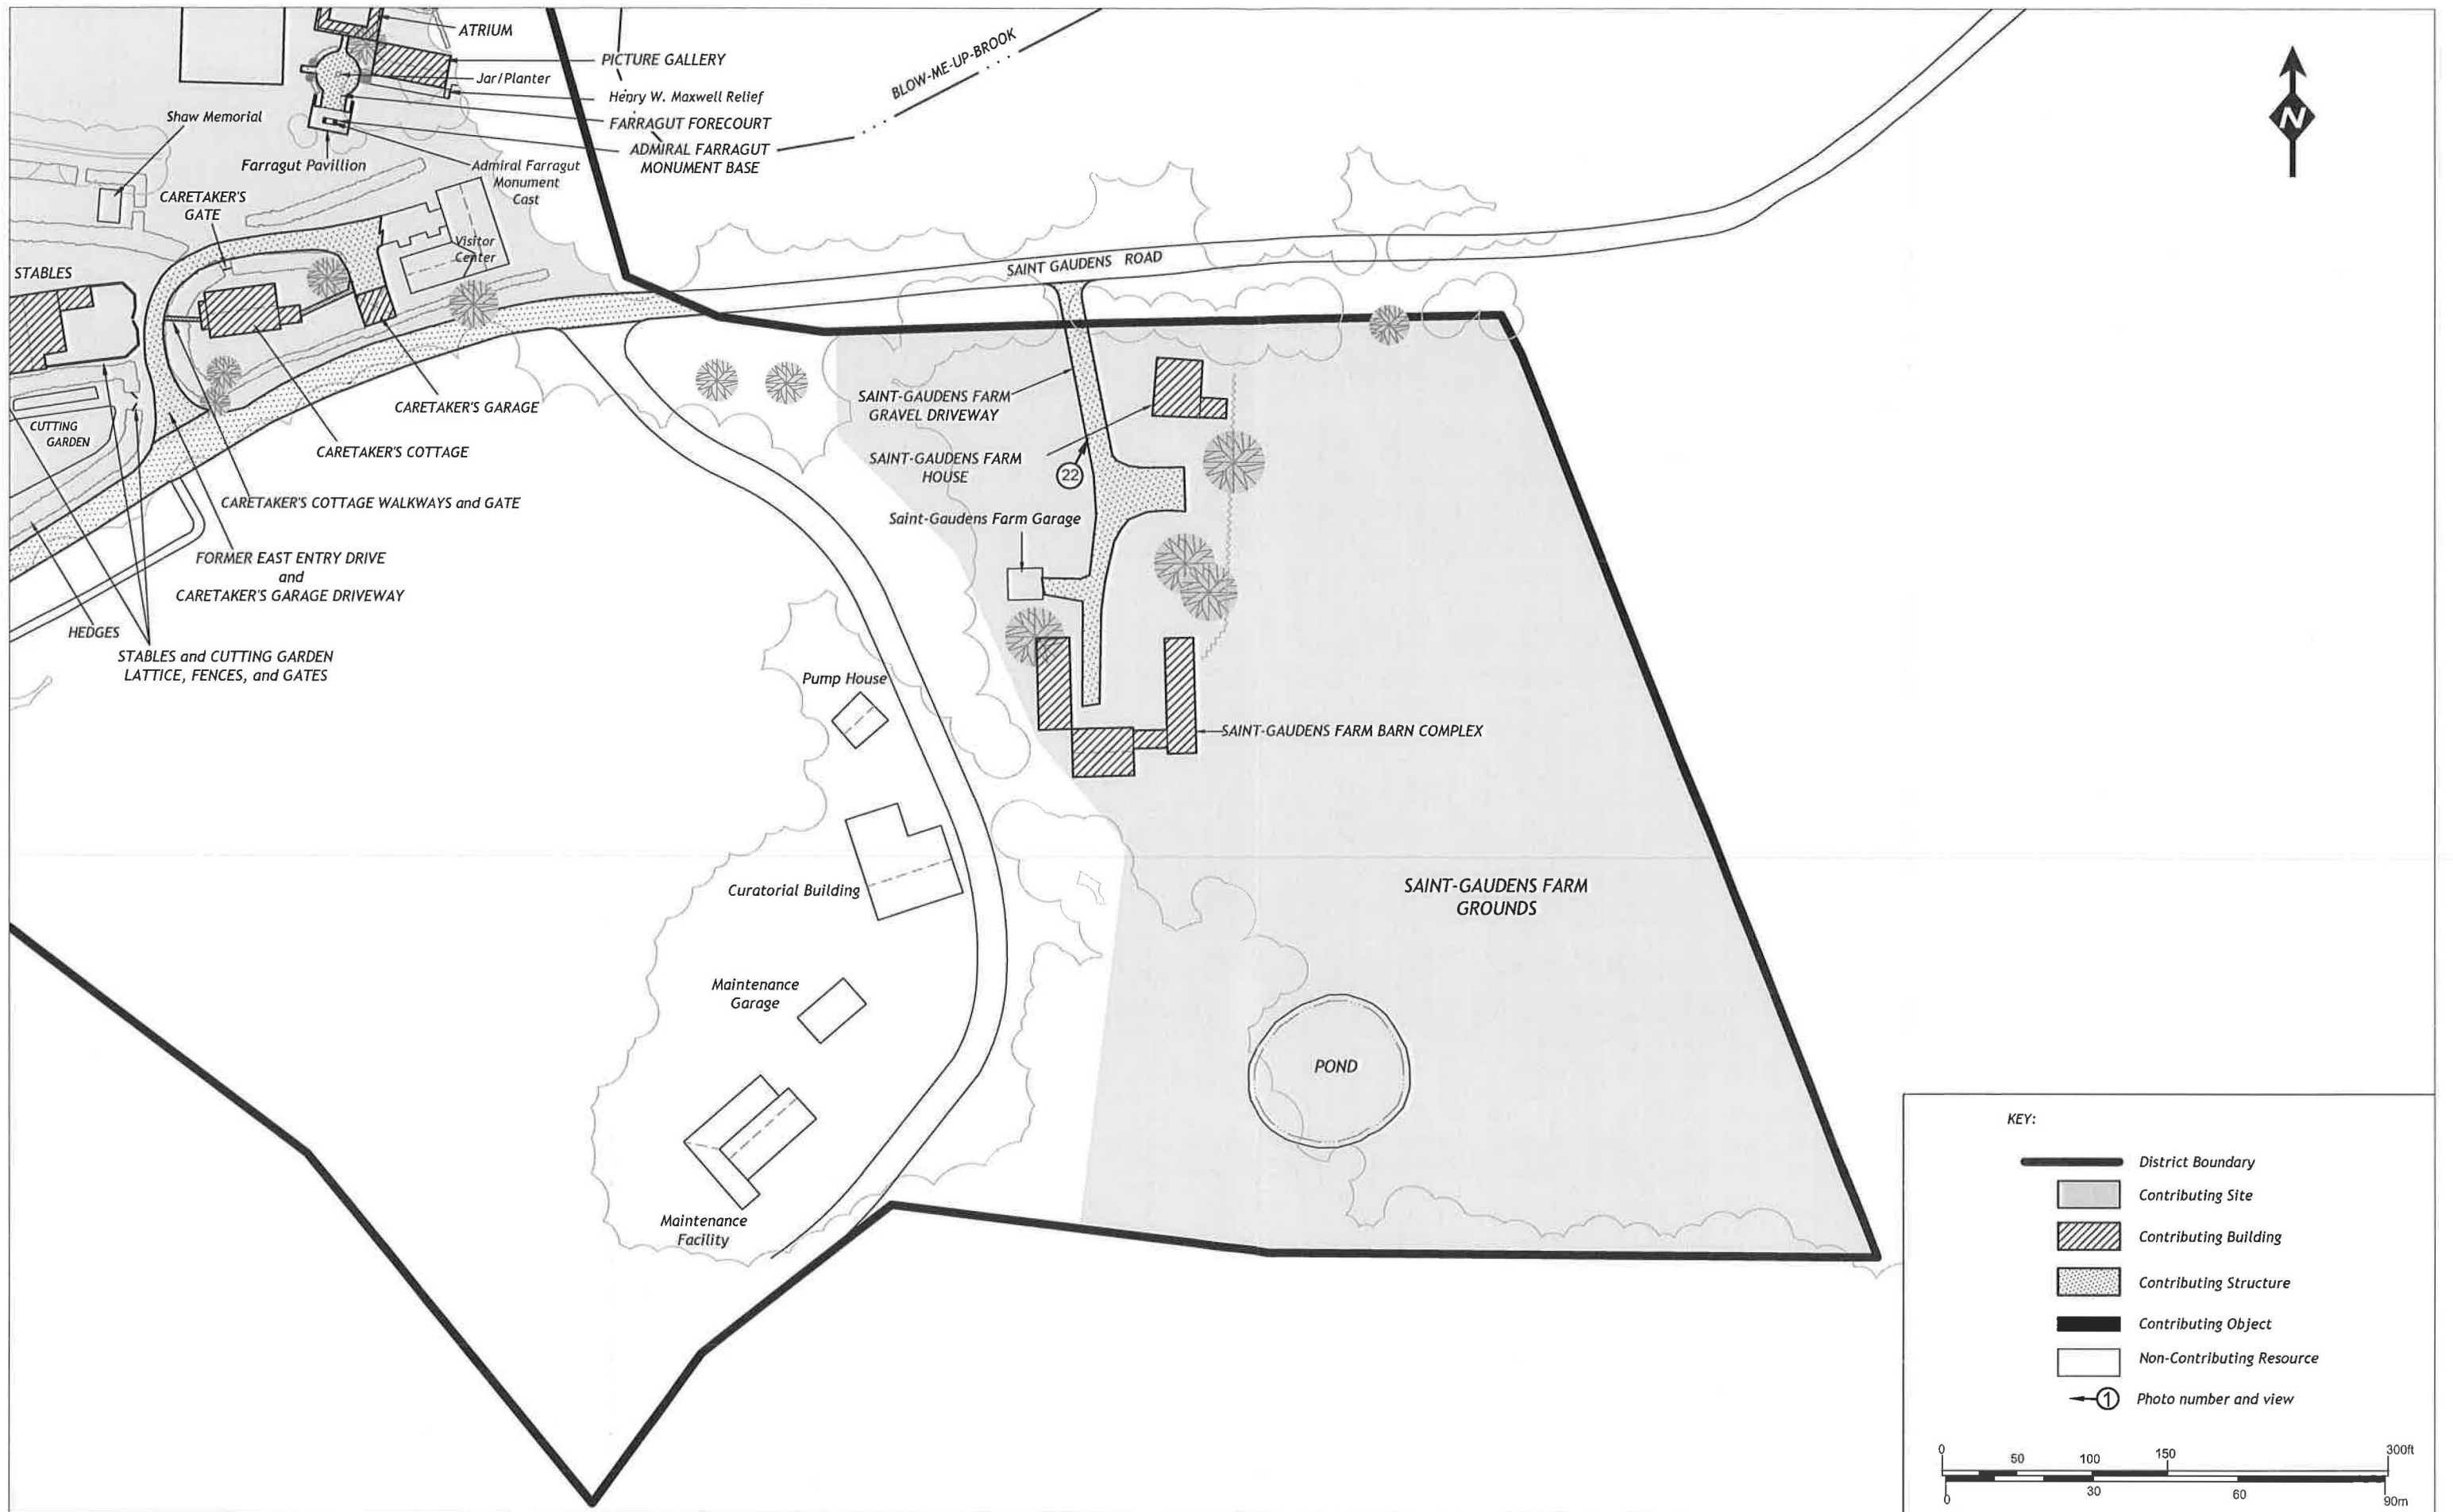 ATRIUM
PICTURE GALLERY
Jar/Planter
Henry W. Maxwell Relief
FARRAGUT FORECOURT
ADMIRAL FARRAGUT
MONUMENT BASE
BLOW-ME-UP-BROOK
N
Shaw Memorial
Farragut Pavillion
Admiral Farragut
Monument
Cast
CARETAKER'S
GATE
Visitor
Center
STABLES
SAINT GAUDENS ROAD
CARETAKER'S GARAGE
CUTTING
GARDEN
CARETAKER'S COTTAGE
SAINT-GAUDENS FARM
GRAVEL DRIVEWAY
SAINT-GAUDENS FARM
HOUSE
22
CARETAKER'S COTTAGE WALKWAYS and GATE
Saint-Gaudens Farm Garage
FORMER EAST ENTRY DRIVE
and
CARETAKER'S GARAGE DRIVEWAY
HEDGES
STABLES and CUTTING GARDEN
LATTICE, FENCES, and GATES
Pump House
SAINT-GAUDENS FARM BARN COMPLEX
Curatorial Building
SAINT-GAUDENS FARM
GROUNDS
Maintenance
Garage
POND
Maintenance
Facility
KEY:
District Boundary
Contributing Site
Contributing Building
Contributing Structure
Contributing Object
Non-Contributing Resource
1 Photo number and view
0 50 100 150 300ft
0 30 60 90m